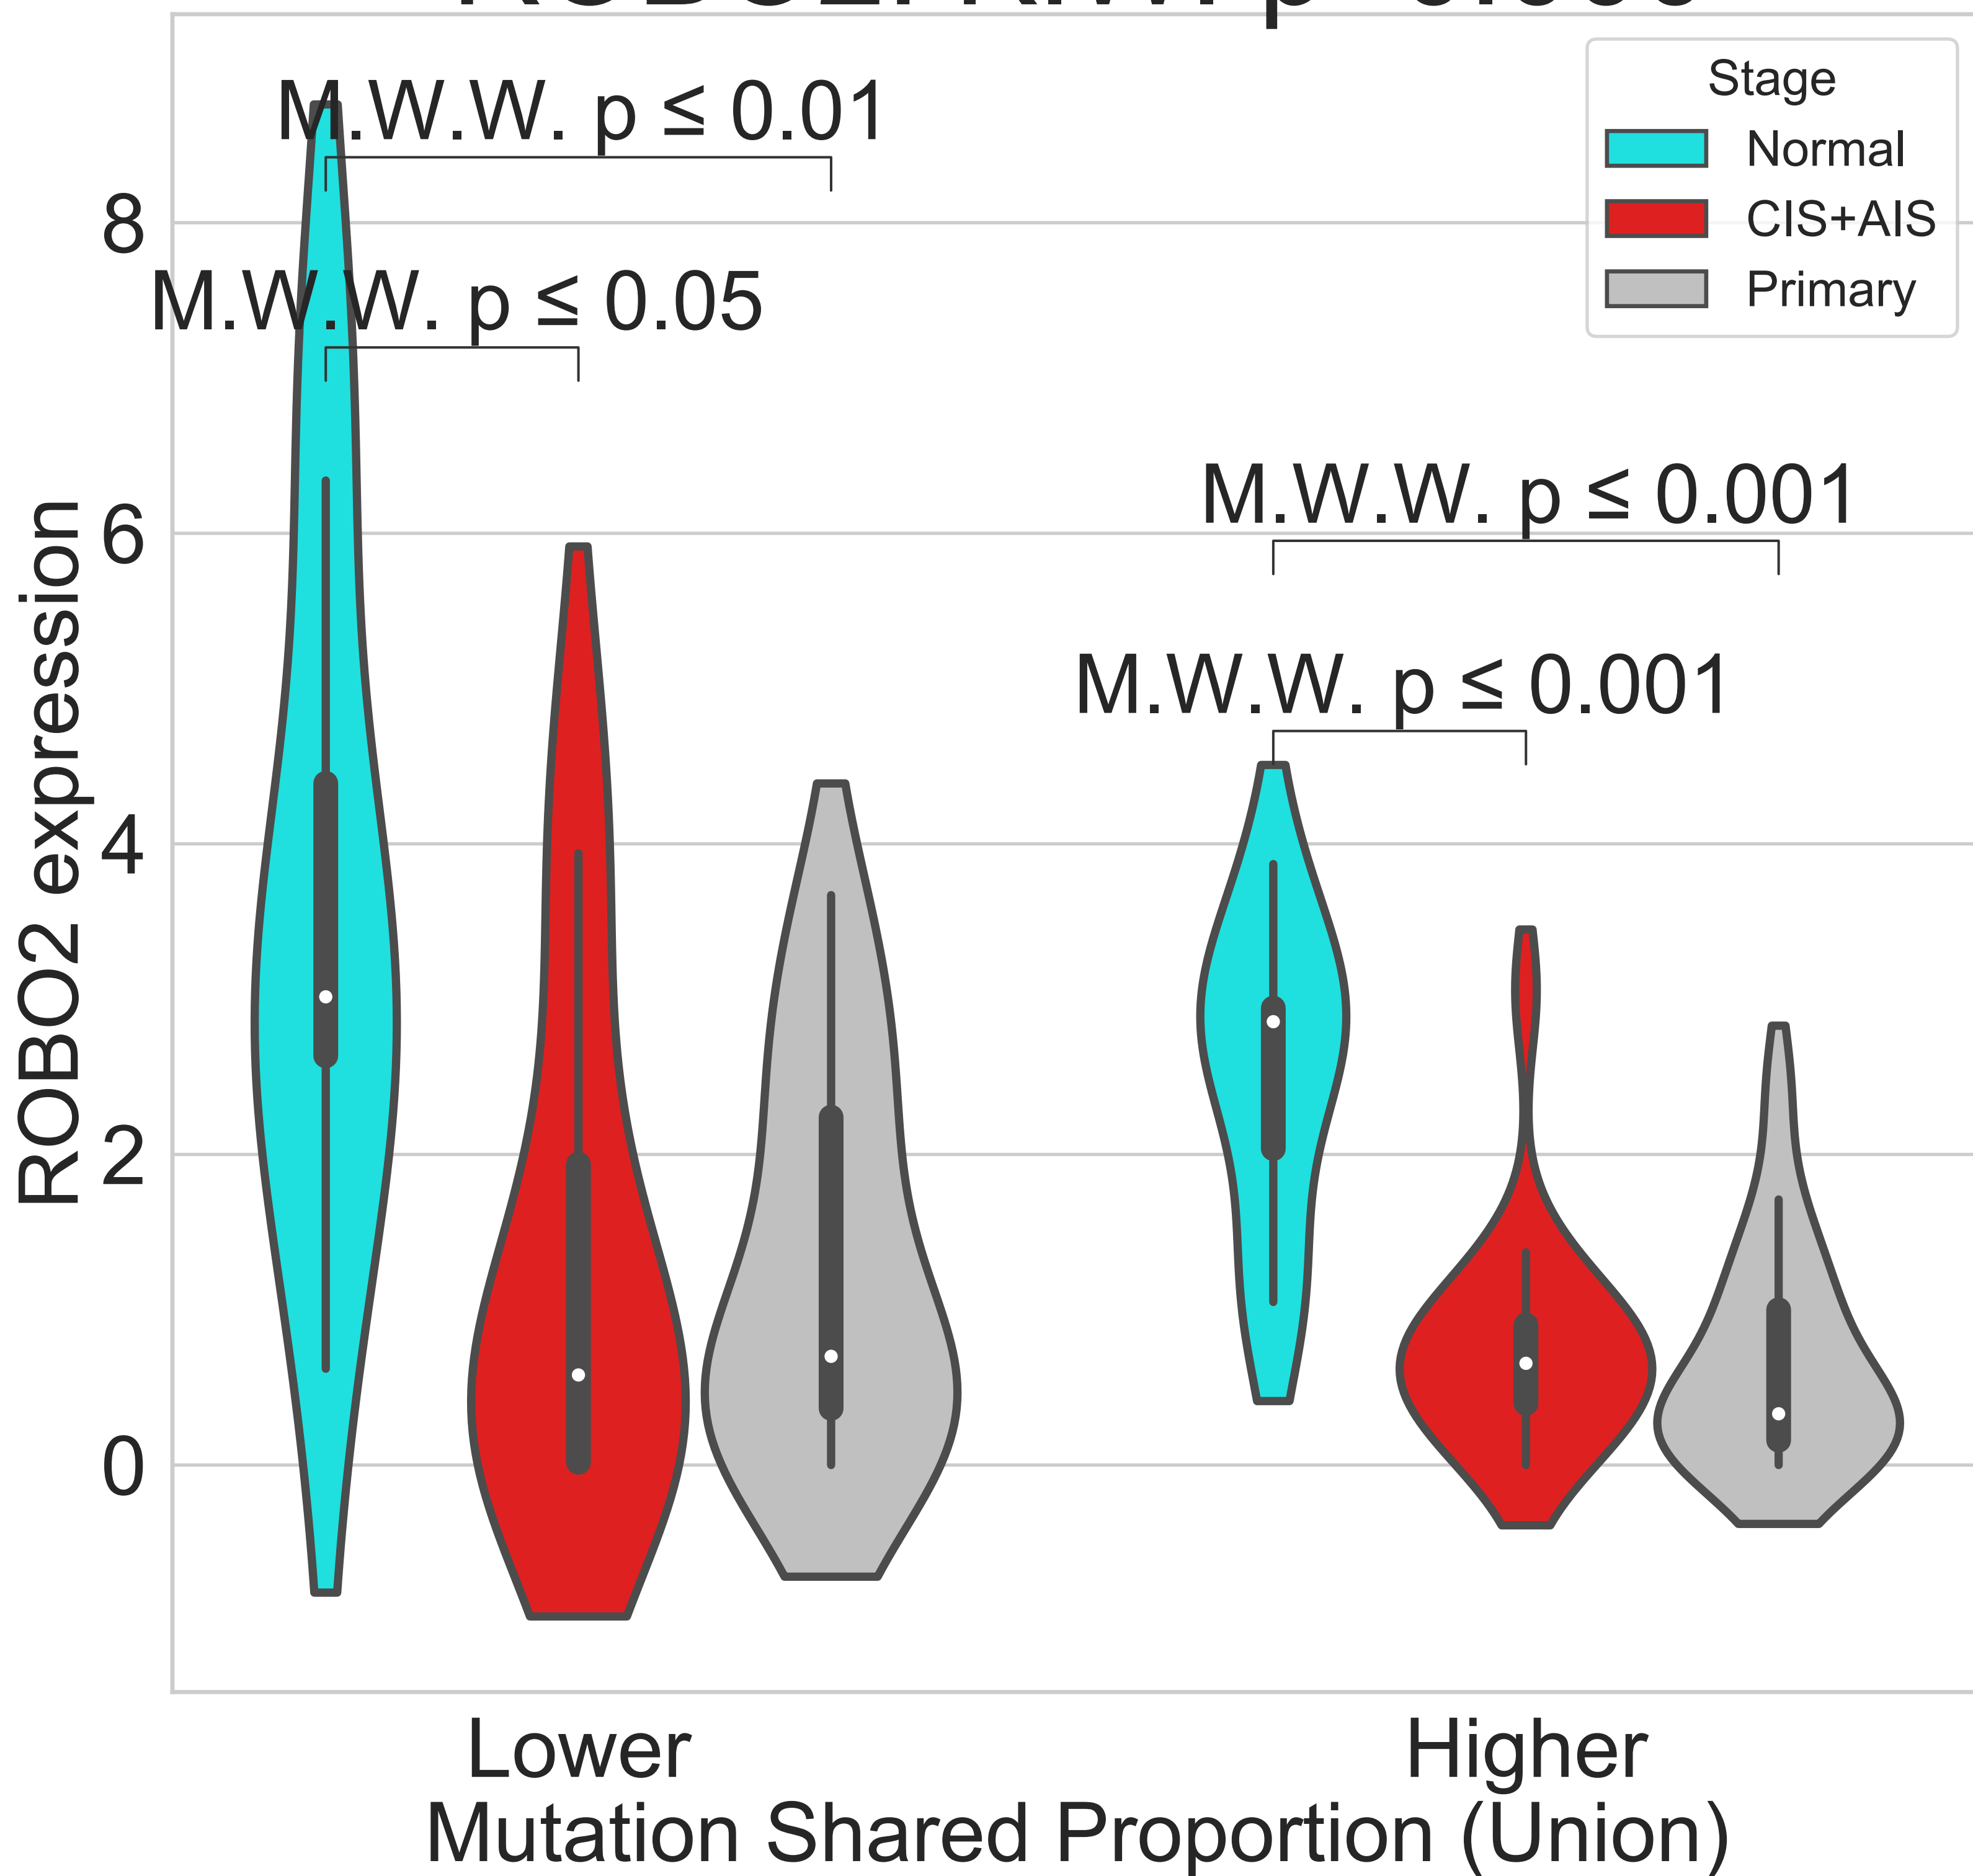 M.W.W. p ≤ 0.01
M.W.W. p ≤ 0.05
M.W.W. p ≤ 0.001
M.W.W. p ≤ 0.001
Stage
Normal
CIS+AIS
Primary
8
6
4
2
0
ROBO2 expression
Lower
Higher
Mutation Shared Proportion (Union)